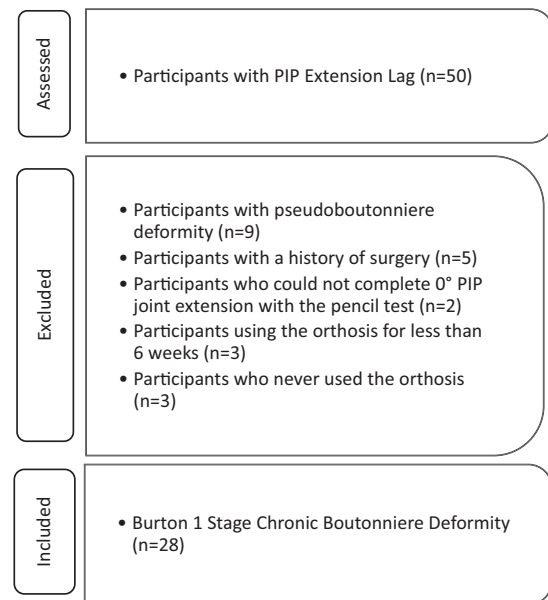 Assessed
• Participants with PIP Extension Lag (n=50)
Excluded
• Participants with pseudoboutonniere
deformity (n=9)
• Participants with a history of surgery (n=5)
• Participants who could not complete 0° PIP
joint extension with the pencil test (n=2)
• Participants using the orthosis for less than
6 weeks (n=3)
• Participants who never used the orthosis
(n=3)
Included
• Burton 1 Stage Chronic Boutonniere Deformity
(n=28)